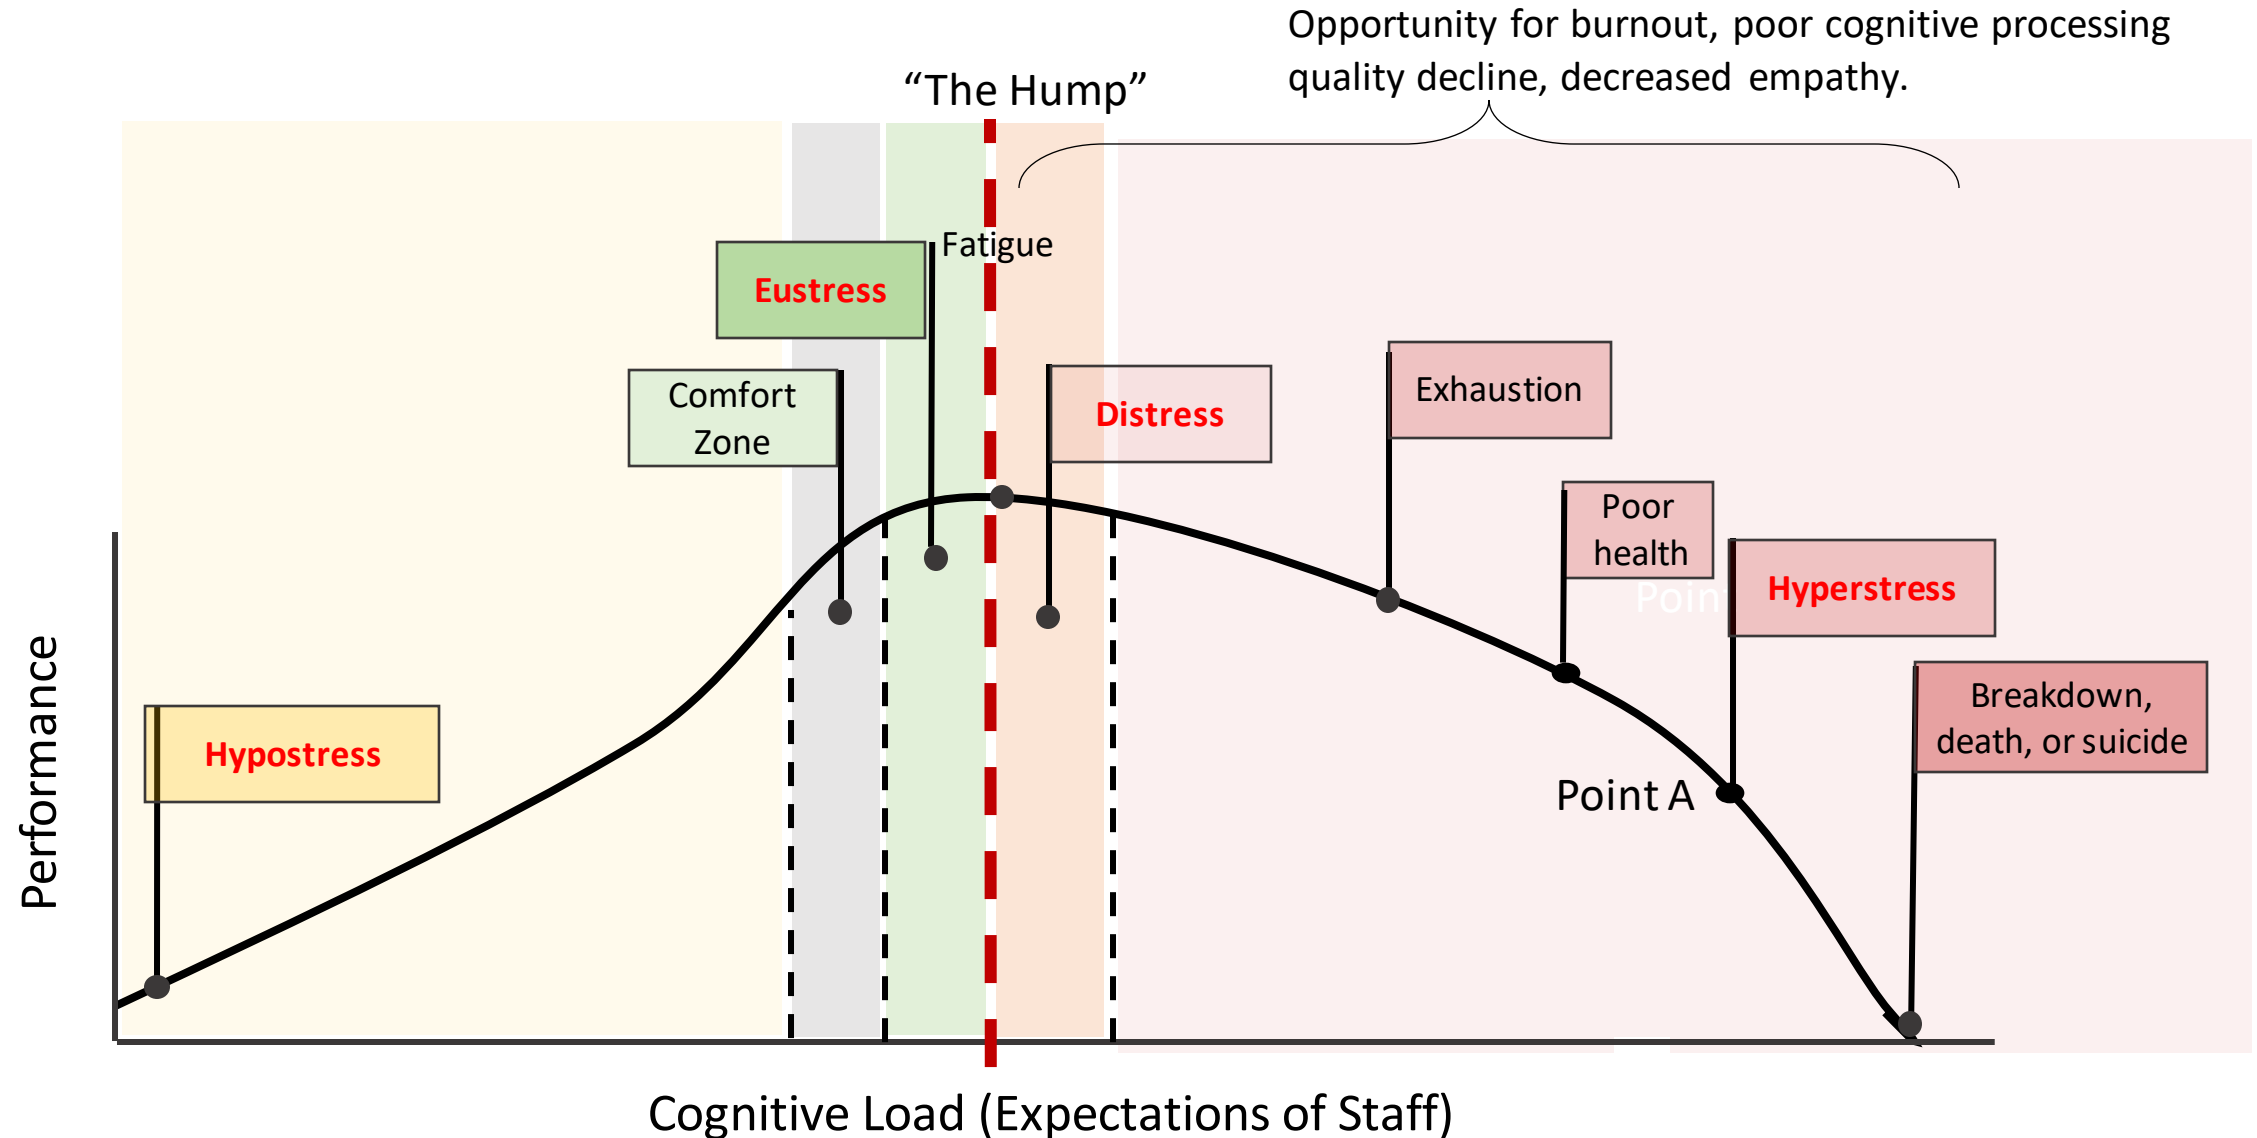 Opportunity for burnout, poor cognitive processing
quality decline, decreased empathy.
“The Hump”
Fatigue
Eustress
Comfort
Zone
Distress
Exhaustion
Poor
health
Hyperstress
Breakdown,
death, or suicide
Hypostress
Point A
Performance
Cognitive Load (Expectations of Staff)